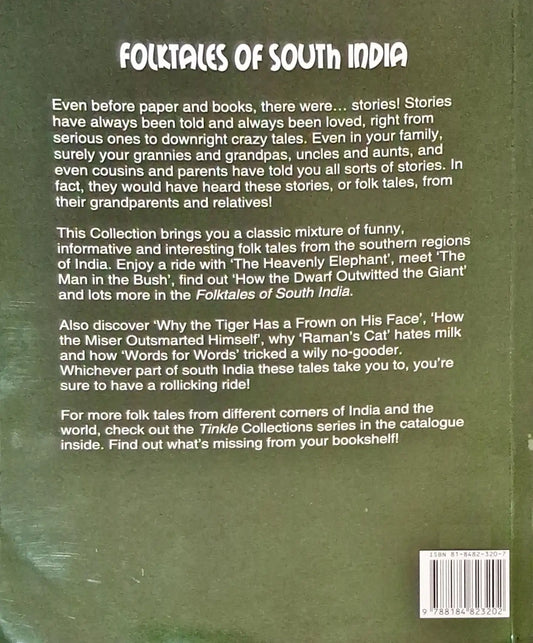 FOLKTALES OF SOUTH INDIA
Even before paper and books, there were... stories! Stories
have always been told and always been loved, right from
serious ones to downright crazy tales. Even in your family,
surely your grannies and grandpas, uncles and aunts, and
even cousins and parents have told you all sorts of stories. In
fact, they would have heard these stories, or folk tales, from
their grandparents and relatives!
This Collection brings you a classic mixture of funny,
informative and interesting folk tales from the southern regions
of India. Enjoy a ride with ‘The Heavenly Elephant’, meet ‘The
Man in the Bush’, find out ‘How the Dwarf Outwitted the Giant’
and lots more in the Folktales of South India.
Also discover ‘Why the Tiger Has a Frown on His Face’, ‘How
the Miser Outsmarted Himself’, why ‘Raman’s Cat’ hates milk
and how ‘Words for Words’ tricked a wily no-gooder.
Whichever part of south India these tales take you to, you’re
sure to have a rollicking ride!
For more folk tales from different corners of India and the
world, check out the Tinkle Collections series in the catalogue
inside. Find out what’s missing from your bookshelf!
ISBN 81-8482-320-7
9 788184 823202